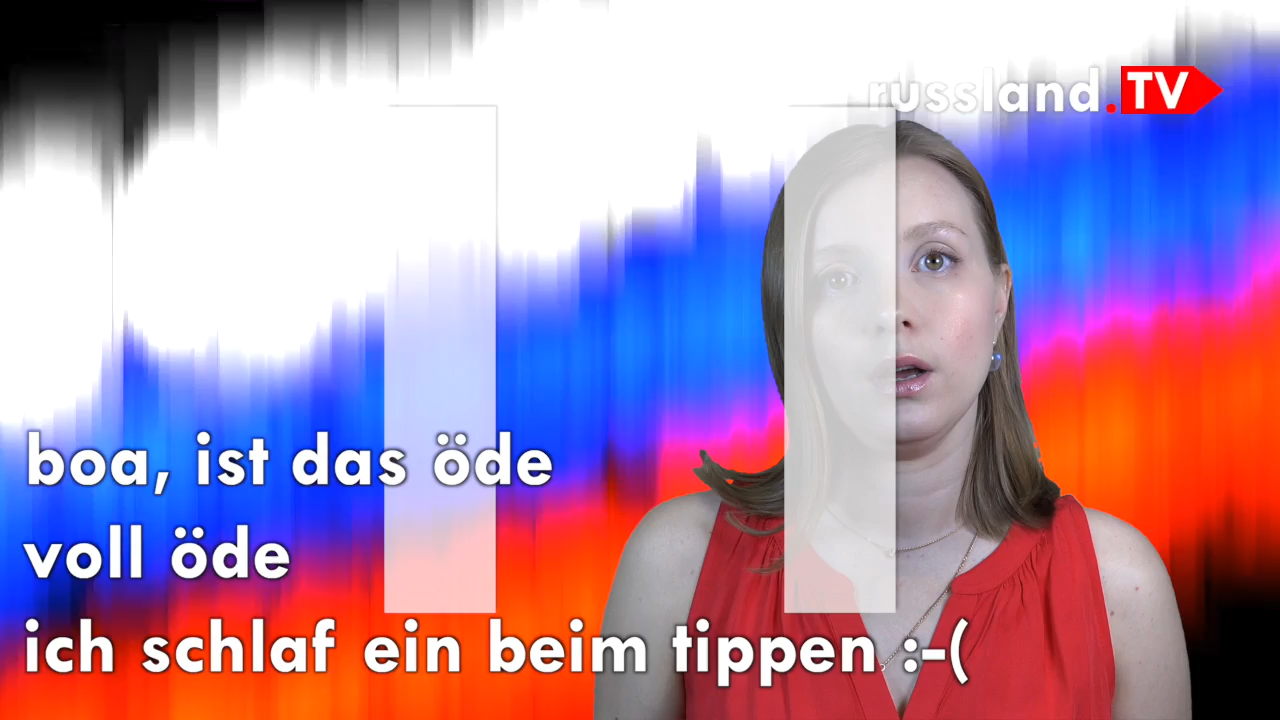 russland.TV
boa, ist das öde
voll öde
ich schlaf ein beim tippen :-(